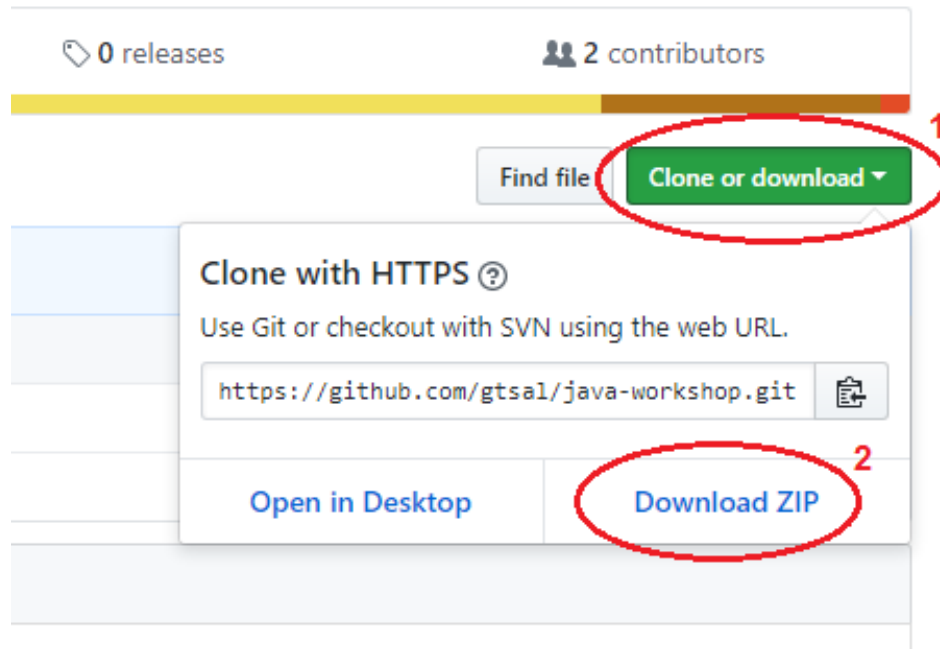 0 releases
2 contributors
1
Find file
Clone or download
Clone with HTTPS
Use Git or checkout with SVN using the web URL.
https://github.com/gtsal/java-workshop.git
2
Open in Desktop
Download ZIP